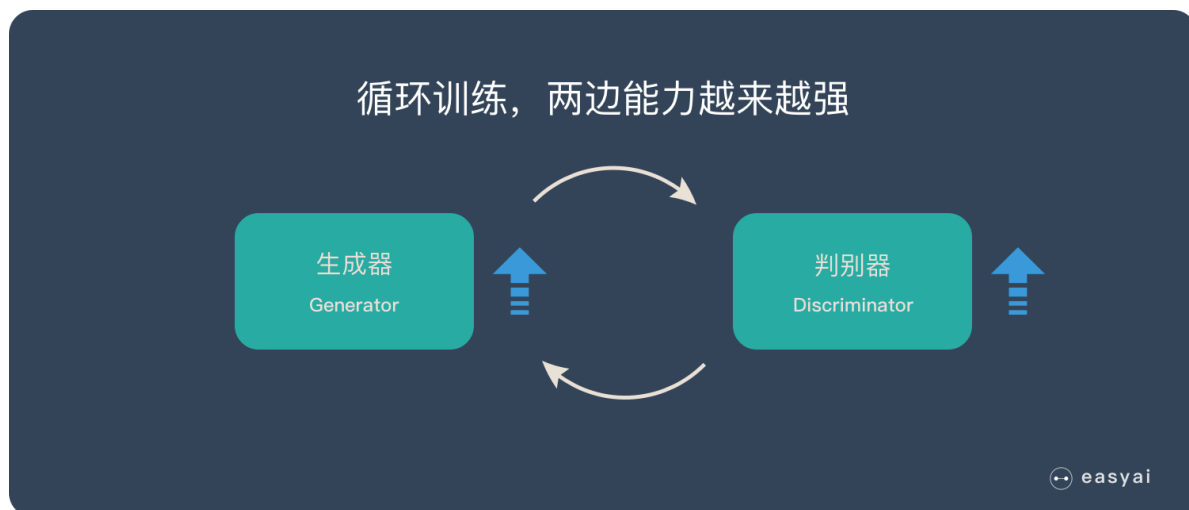 循环训练，两边能力越来越强
生成器
Generator
判别器
Discriminator
easyai